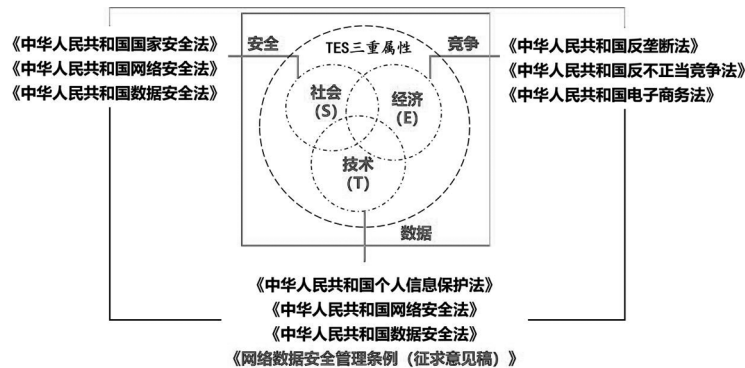 TES三重属性
安全
竞争
《中华人民共和国国家安全法》
《中华人民共和国网络安全法》
《中华人民共和国数据安全法》
《中华人民共和国反垄断法》
《中华人民共和国反不正当竞争法》
《中华人民共和国电子商务法》
社会
(S)
经济
(E)
技术
(T)
数据
《中华人民共和国个人信息保护法》
《中华人民共和国网络安全法》
《中华人民共和国数据安全法》
《网络数据安全管理条例（征求意见稿）》